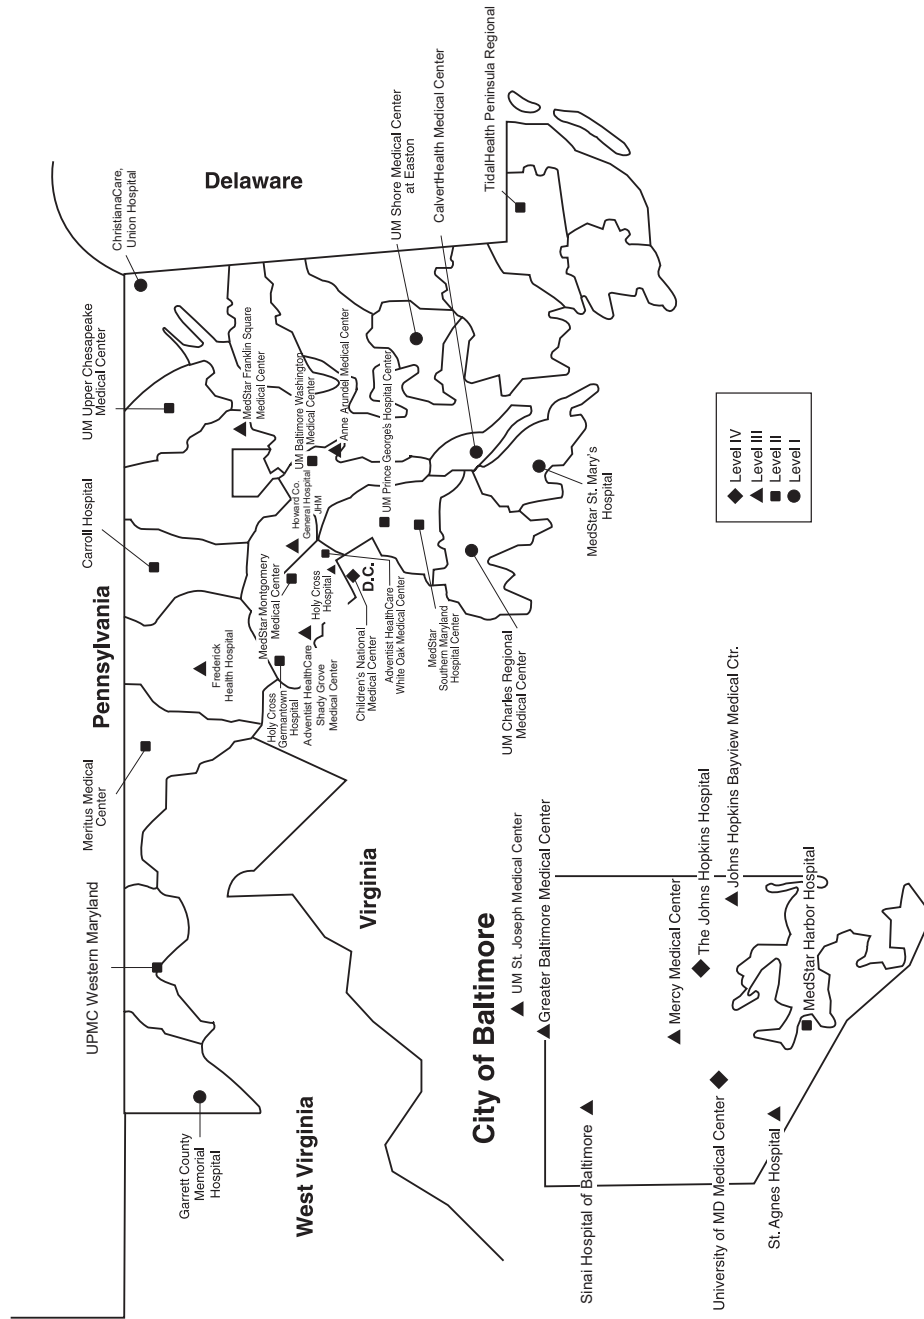 Pennsylvania
Delaware
West Virginia
Virginia
D.C.
Garrett County
Memorial
Hospital
UPMC Western Maryland
Meritus Medical
Center
Frederick
Health Hospital
Carroll Hospital
UM Upper Chesapeake
Medical Center
ChristianaCare,
Union Hospital
MedStar Franklin Square
Medical Center
UM Baltimore Washington
Medical Center
Anne Arundel Medical Center
Howard Co.
General Hospital
JHM
MedStar Montgomery
Medical Center
Holy Cross
Germantown
Hospital
Adventist HealthCare
Shady Grove
Medical Center
Holy Cross
Hospital
Children's National
Medical Center
Adventist HealthCare
White Oak Medical Center
UM Prince George's Hospital Center
MedStar
Southern Maryland
Hospital Center
UM Charles Regional
Medical Center
MedStar St. Mary's
Hospital
UM Shore Medical Center
at Easton
CalvertHealth Medical Center
TidalHealth Peninsula Regional
Level IV
Level III
Level II
Level I
City of Baltimore
UM St. Joseph Medical Center
Greater Baltimore Medical Center
Sinai Hospital of Baltimore
Mercy Medical Center
The Johns Hopkins Hospital
Johns Hopkins Bayview Medical Ctr.
University of MD Medical Center
St. Agnes Hospital
MedStar Harbor Hospital